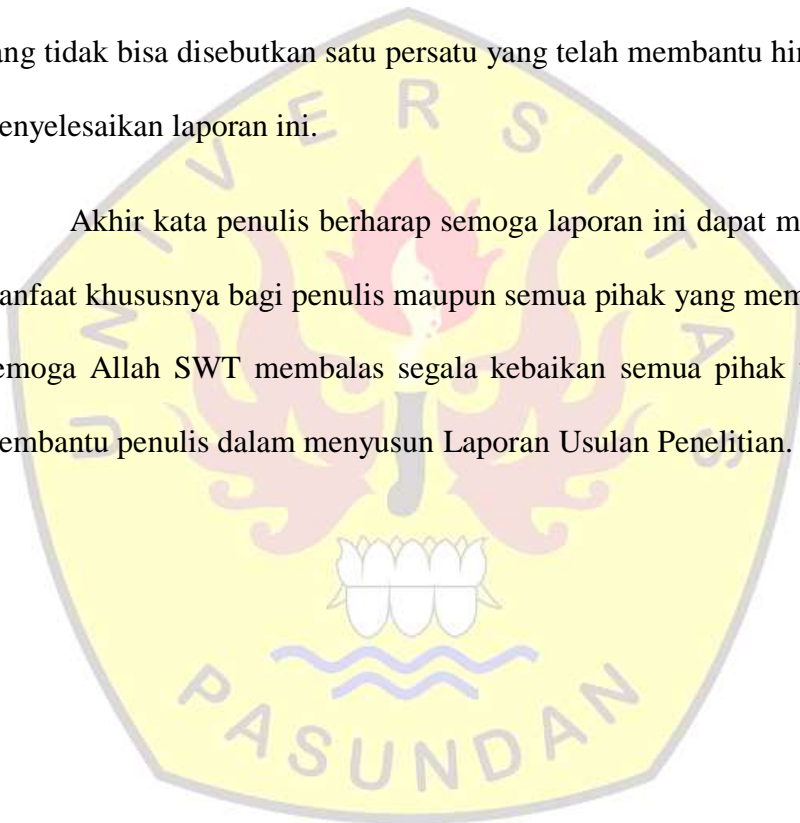 ang tidak bisa disebutkan satu persatu yang telah membantu hin
enyelesaikan laporan ini.
Akhir kata penulis berharap semoga laporan ini dapat m
anfaat khususnya bagi penulis maupun semua pihak yang mem
emoga Allah SWT membalas segala kebaikan semua pihak
embantu penulis dalam menyusun Laporan Usulan Penelitian.
UNIVERSITAS
PASUNDAN